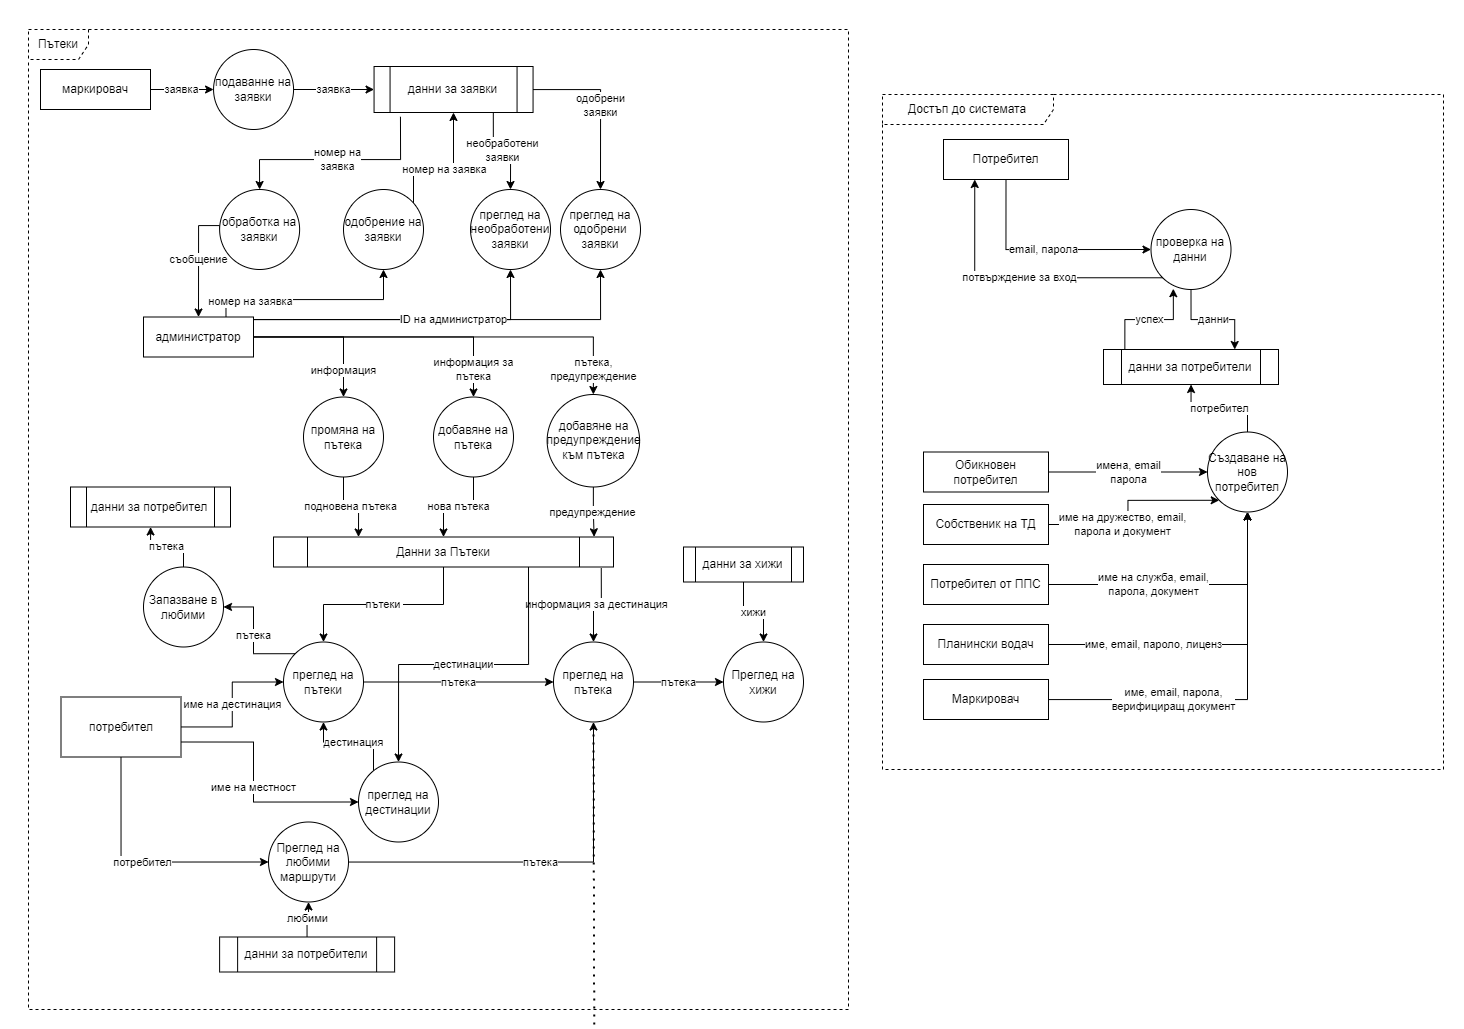 Пътеки
маркировач
заявка
подаванне на
заявки
заявка
данни за заявки
одобрени
заявки
номер на
заявка
номер на заявка
необработени
заявки
обработка на
заявки
одобрение на
заявки
преглед на
необработени
заявки
преглед на
одобрени
заявки
съобщение
номер на заявка
ID на администратор
администратор
информация
информация за
пътека
пътека,
предупреждение
промяна на
пътека
добавяне на
пътека
добавяне на
предупреждение
към пътека
подновена пътека
нова пътека
предупреждение
данни за потребител
пътека
Данни за Пътеки
данни за хижи
Запазване в
любими
пътека
пътеки
информация за дестинация
хижи
дестинации
преглед на
пътеки
пътека
преглед на
пътека
пътека
Преглед на
хижи
потребител
име на дестинация
дестинация
име на местност
преглед на
дестинации
потребител
Преглед на
любими
маршрути
пътека
любими
данни за потребители
Достъп до системата
Потребител
email, парола
проверка на
данни
потвърждение за вход
успех
данни
данни за потребители
потребител
Обикновен
потребител
имена, email
парола
Създаване на
нов
потребител
Собственик на ТД
име на дружество, email,
парола и документ
Потребител от ППС
име на служба, email,
парола, документ
Планински водач
име, email, пароло, лиценз
Маркировач
име, email, парола,
верифициращ документ